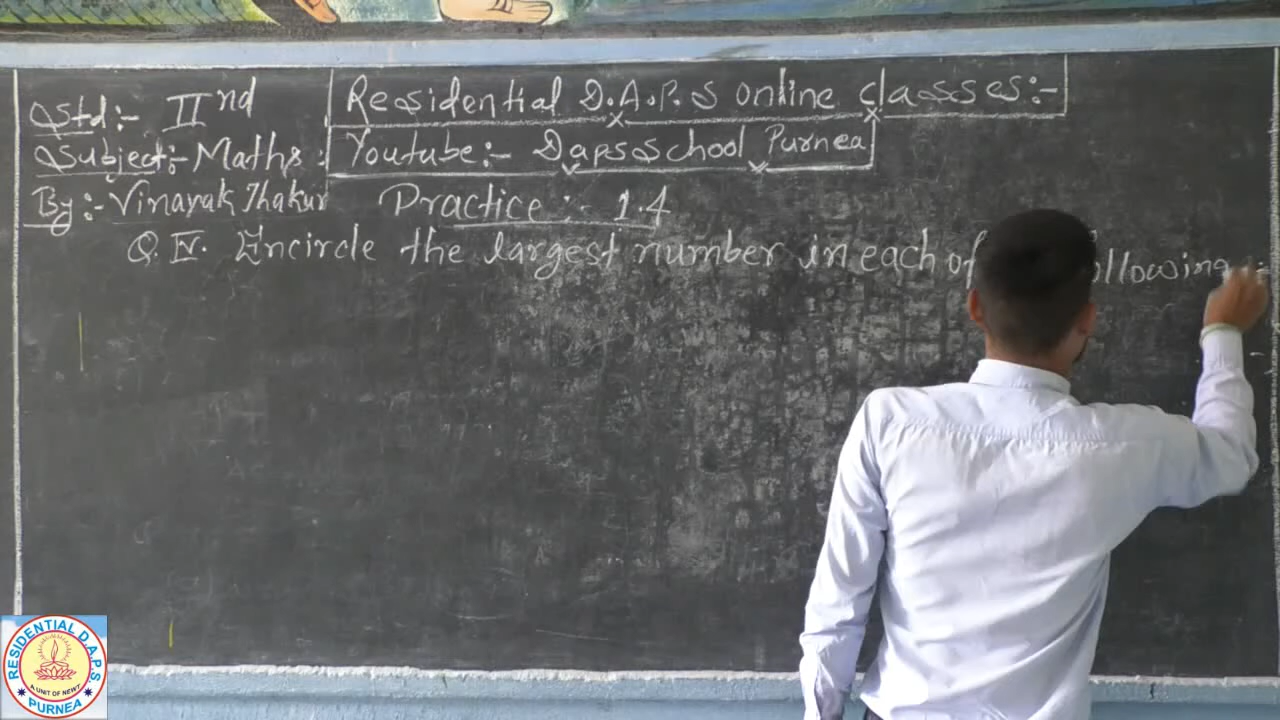 Std:- IInd
Residential D.A.P.S online classes:-
Subject:- Maths:
Youtube:- Dapsschool Purnea
By:- Vinayak Thakur
Practice:- 1.4
Q. IV. Encircle the largest number in each of ollowing :-
RESIDENTIAL D.A.P.S
A UNIT OF NEWT
PURNEA